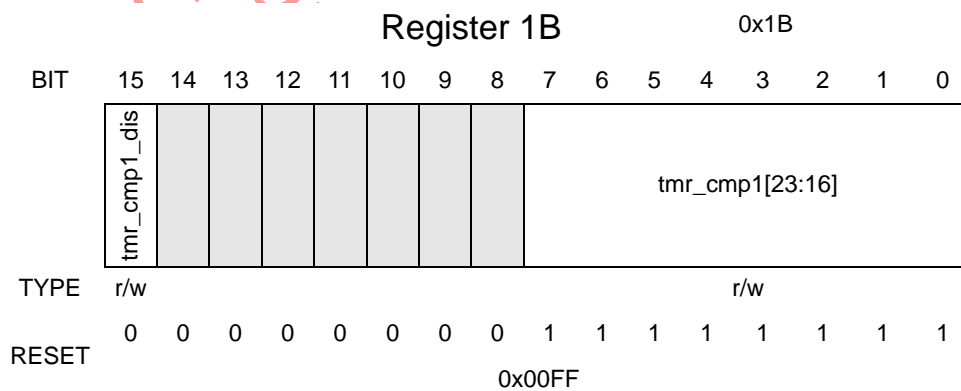 Register 1B 0x1B
BIT 15 14 13 12 11 10 9 8 7 6 5 4 3 2 1 0
tmr_cmp1_dis
tmr_cmp1[23:16]
TYPE r/w r/w
RESET 0 0 0 0 0 0 0 0 1 1 1 1 1 1 1 1
0x00FF